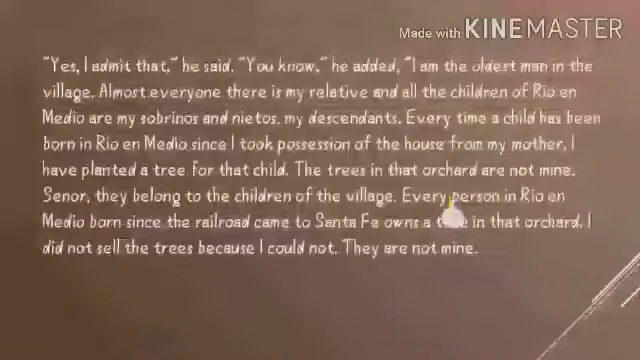 Made with KINEMASTER
"Yes, I admit that," he said. "You know," he added, "I am the oldest man in the
village. Almost everyone there is my relative and all the children of Rio en
Medio are my sobrinos and nietos, my descendants. Every time a child has been
born in Rio en Medio since I took possession of the house from my mother, I
have planted a tree for that child. The trees in that orchard are not mine.
Senor, they belong to the children of the village. Every person in Rio en
Medio born since the railroad came to Santa Fe owns a in that orchard. I
did not sell the trees because I could not. They are not mine.